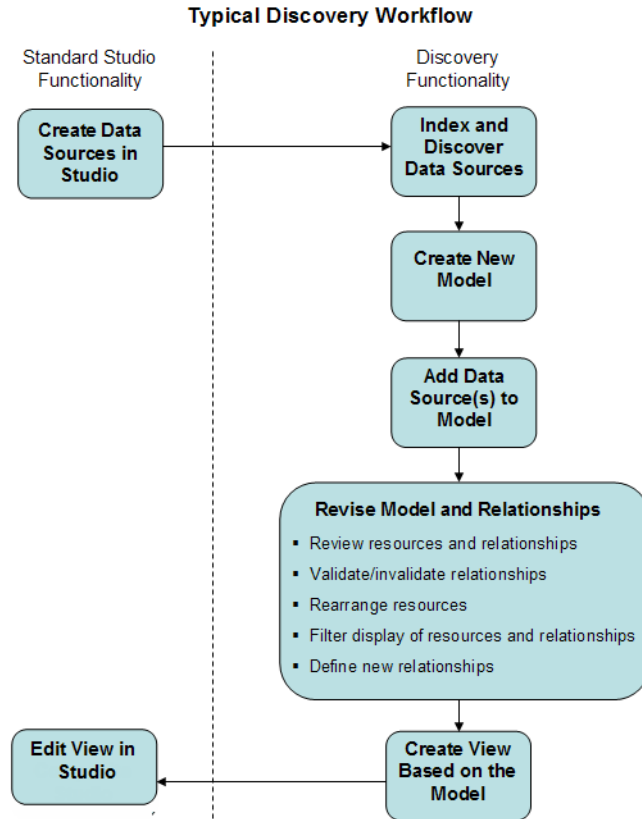 Typical Discovery Workflow
Standard Studio
Functionality
Discovery
Functionality
Create Data
Sources in
Studio
Index and
Discover
Data Sources
Create New
Model
Add Data
Source(s) to
Model
Revise Model and Relationships
▪ Review resources and relationships
▪ Validate/invalidate relationships
▪ Rearrange resources
▪ Filter display of resources and relationships
▪ Define new relationships
Edit View in
Studio
Create View
Based on the
Model